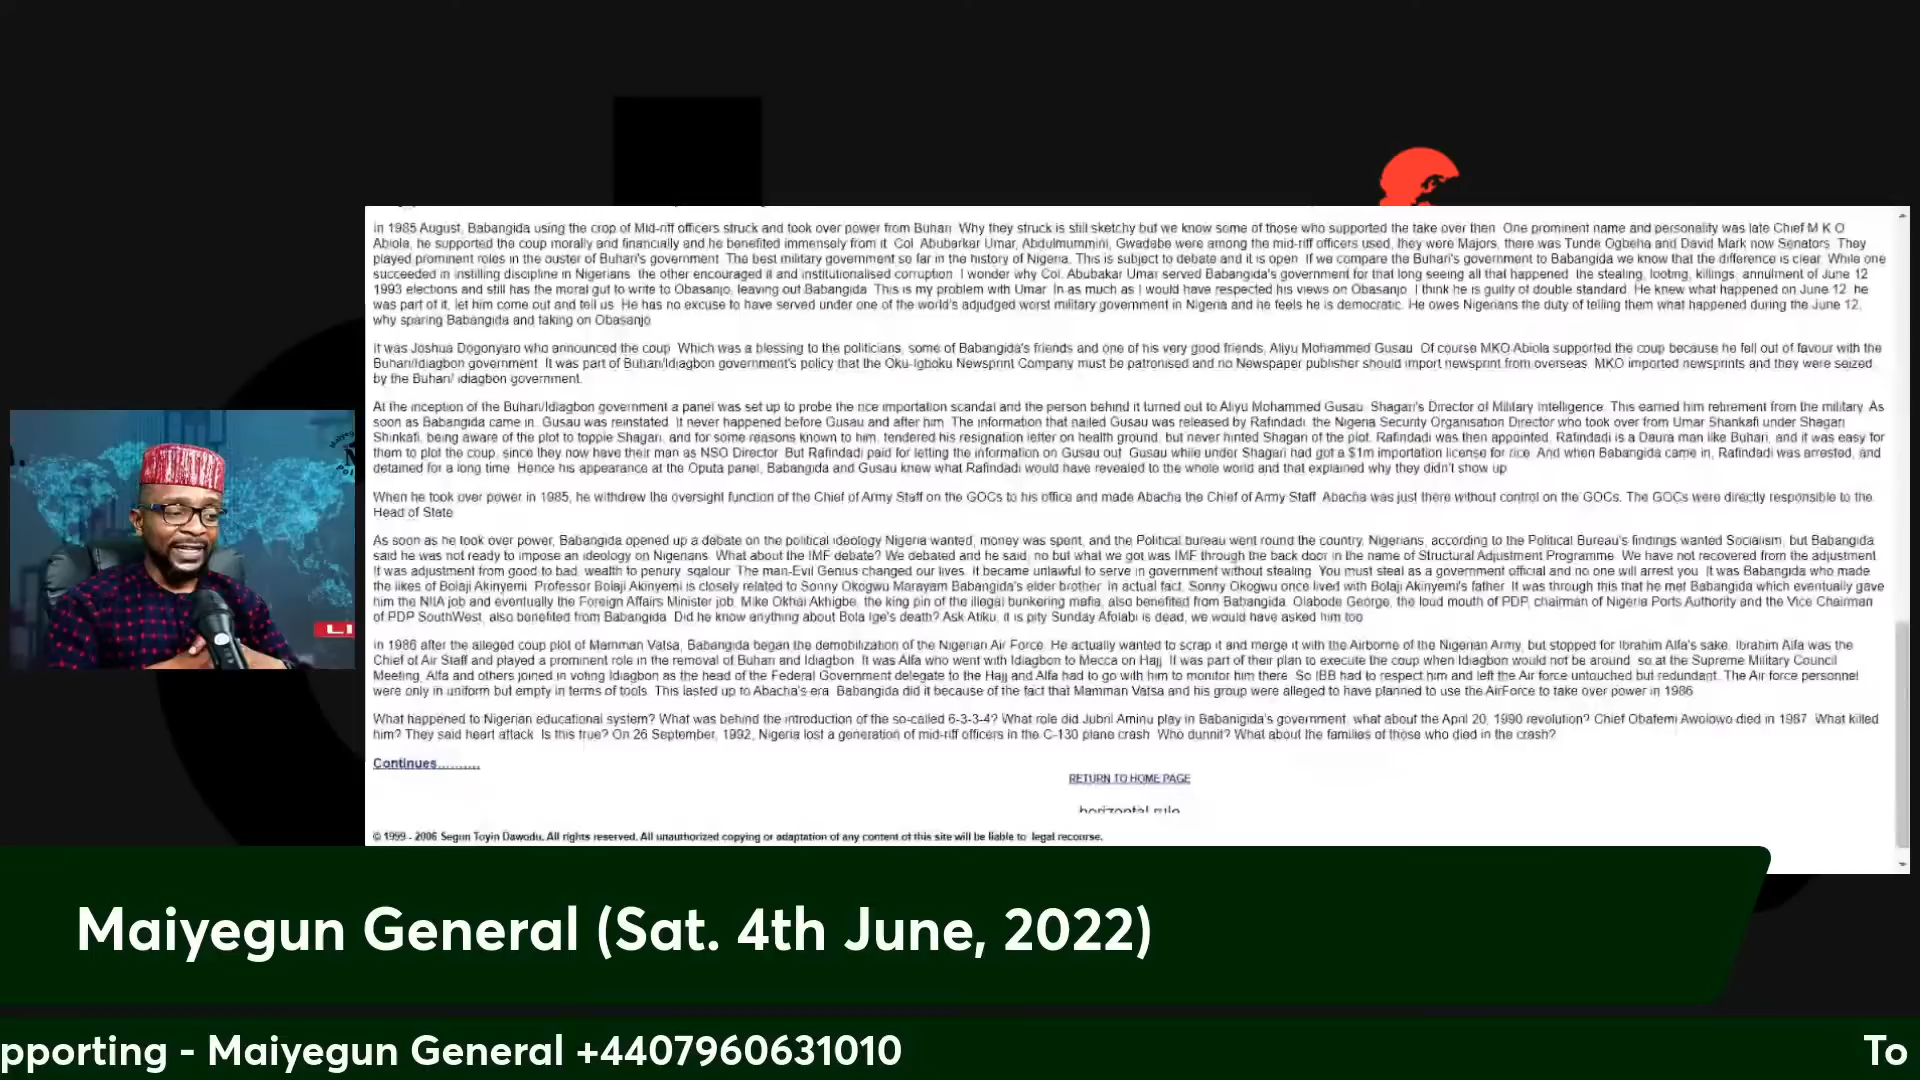 In 1985 August, Babangida using the crop of Mid-riff officers struck and took over power from Buhari. Why they struck is still sketchy but we know some of those who supported the take over then. One prominent name and personality was late Chief M K O
Abiola, he supported the coup morally and financially and he benefited immensely from it. Col. Abubarkar Umar, Abdulmummini, Gwadebe were among the mid-riff officers used, they were Majors, there was Tunde Ogbeha and David Mark now Senators. They
played prominent roles in the ouster of Buhari's government. The best military government so far in the history of Nigeria. This is subject to debate and it is open. If we compare the Buhari's government to Babangida we know that the difference is clear. While one
succeeded in instilling discipline in Nigerians, the other encouraged it and institutionalised corruption. I wonder why Col. Abubakar Umar served Babangida's government for that long seeing all that happened, the stealing, looting, killings, annulment of June 12
1993 elections and still has the moral gut to write to Obasanjo, leaving out Babangida. This is my problem with Umar. In as much as I would have respected his views on Obasanjo. I think he is guilty of double standard. He knew what happened on June 12, he
was part of it, let him come out and tell us. He has no excuse to have served under one of the world's adjudged worst military government in Nigeria and he feels he is democratic. He owes Nigerians the duty of telling them what happened during the June 12,
why sparing Babangida and taking on Obasanjo
It was Joshua Dogonyaro who announced the coup. Which was a blessing to the politicians, some of Babangida's friends and one of his very good friends, Aliyu Mohammed Gusau. Of course MKO Abiola supported the coup because he fell out of favour with the
Buhari/Idiagbon government. It was part of Buhari/Idiagbon government's policy that the Oku-Igboku Newsprint Company must be patronised and no Newspaper publisher should import newsprint from overseas. MKO imported newsprints and they were seized
by the Buhari/ Idiagbon government.
At the inception of the Buhari/Idiagbon government a panel was set up to probe the rice importation scandal and the person behind it turned out to Aliyu Mohammed Gusau, Shagari's Director of Military Intelligence. This earned him retirement from the military. As
soon as Babangida came in, Gusau was reinstated. It never happened before Gusau and after him. The information that nailed Gusau was released by Rafindadi, the Nigeria Security Organisation Director who took over from Umar Shankafi under Shagari
Shinkafi, being aware of the plot to topple Shagari, and for some reasons known to him, tendered his resignation letter on health ground, but never hinted Shagari of the plot. Rafindadi was then appointed. Rafindadi is a Daura man like Buhari, and it was easy for
them to plot the coup, since they now have their man as NSO Director. But Rafindadi paid for letting the information on Gusau out. Gusau while under Shagari had got a $1m importation license for rice. And when Babangida came in, Rafindadi was arrested, and
detained for a long time. Hence his appearance at the Oputa panel, Babangida and Gusau knew what Rafindadi would have revealed to the whole world and that explained why they didn't show up
When he took over power in 1985, he withdrew the oversight function of the Chief of Army Staff on the GOCs to his office and made Abacha the Chief of Army Staff. Abacha was just there without control on the GOCs. The GOCs were directly responsible to the
Head of State
As soon as he took over power, Babangida opened up a debate on the political ideology Nigeria wanted, money was spent, and the Political bureau went round the country, Nigerians, according to the Political Bureau's findings wanted Socialism, but Babangida
said he was not ready to impose an ideology on Nigerians. What about the IMF debate? We debated and he said, no but what we got was IMF through the back door in the name of Structural Adjustment Programme. We have not recovered from the adjustment.
It was adjustment from good to bad, wealth to penury, sqalour. The man-Evil Genius changed our lives. It became unlawful to serve in government without stealing. You must steal as a government official and no one will arrest you. It was Babangida who made
the likes of Bolaji Akinyemi. Professor Bolaji Akinyemi is closely related to Sonny Okogwu Marayam Babangida's elder brother. In actual fact, Sonny Okogwu once lived with Bolaji Akinyemi's father. It was through this that he met Babangida which eventually gave
him the NIIA job and eventually the Foreign Affairs Minister job. Mike Okhai Akhigbe, the king pin of the illegal bunkering mafia, also benefited from Babangida. Olabode George, the loud mouth of PDP, chairman of Nigeria Ports Authority and the Vice Chairman
of PDP SouthWest, also benefited from Babangida. Did he know anything about Bola Ige's death? Ask Atiku, it is pity Sunday Afolabi is dead, we would have asked him too
In 1986 after the alleged coup plot of Mamman Vatsa, Babangida began the demobilization of the Nigerian Air Force. He actually wanted to scrap it and merge it with the Airborne of the Nigerian Army, but stopped for Ibrahim Alfa's sake. Ibrahim Alfa was the
Chief of Air Staff and played a prominent role in the removal of Buhari and Idiagbon. It was Alfa who went with Idiagbon to Mecca on Hajj. It was part of their plan to execute the coup when Idiagbon would not be around, so at the Supreme Military Council
Meeting, Alfa and others joined in voting Idiagbon as the head of the Federal Government delegate to the Hajj and Alfa had to go with him to monitor him there. So IBB had to respect him and left the Air force untouched but redundant. The Air force personnel
were only in uniform but empty in terms of tools. This lasted up to Abacha's era. Babangida did it because of the fact that Mamman Vatsa and his group were alleged to have planned to use the AirForce to take over power in 1986
What happened to Nigerian educational system? What was behind the introduction of the so-called 6-3-3-4? What role did Jubril Aminu play in Babanigida's government, what about the April 20, 1990 revolution? Chief Obafemi Awolowo died in 1987. What killed
him? They said heart attack. Is this true? On 26 September, 1992, Nigeria lost a generation of mid-riff officers in the C-130 plane crash. Who dunnit? What about the families of those who died in the crash?
Continues..........
RETURN TO HOME PAGE
horizontal rule
© 1999 - 2006 Segun Toyin Dawodu. All rights reserved. All unauthorized copying or adaptation of any content of this site will be liable to legal recourse.
LI
Maiyegun General (Sat. 4th June, 2022)
pporting - Maiyegun General +4407960631010
To